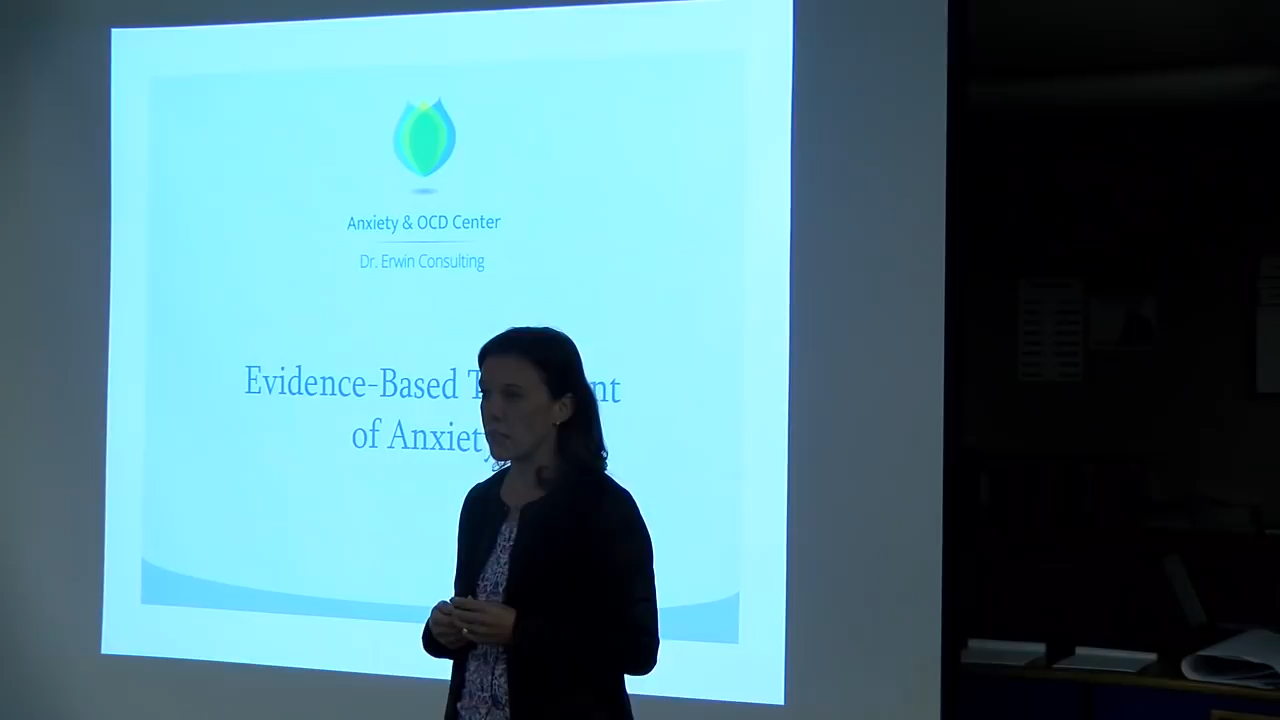 Anxiety & OCD Center
Dr. Erwin Consulting
Evidence-Based
of Anxiety